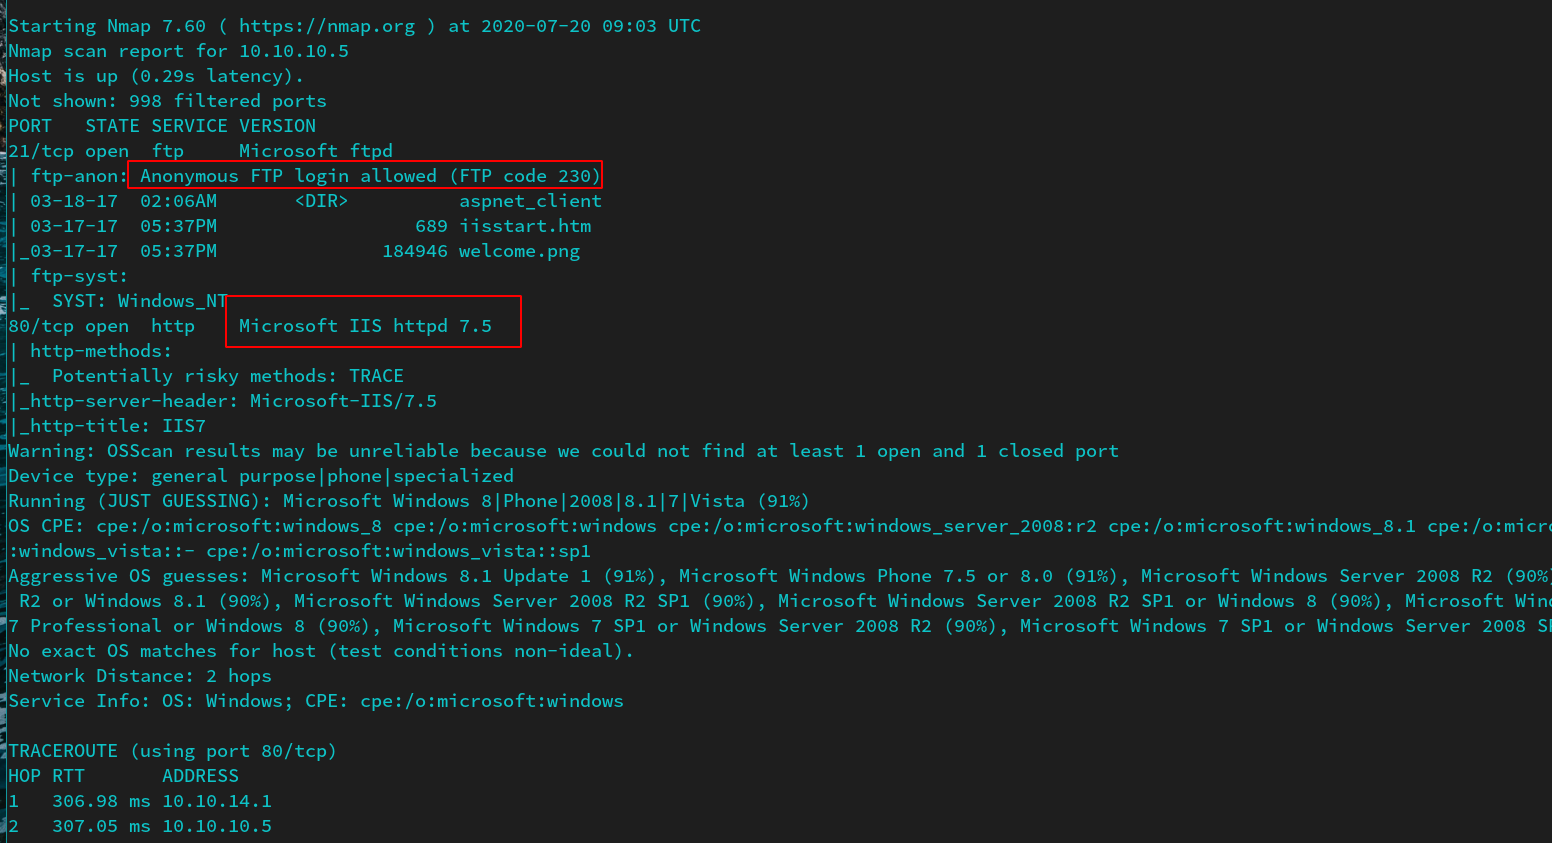 Starting Nmap 7.60 ( https://nmap.org ) at 2020-07-20 09:03 UTC
Nmap scan report for 10.10.10.5
Host is up (0.29s latency).
Not shown: 998 filtered ports
PORT   STATE SERVICE VERSION
21/tcp open  ftp     Microsoft ftpd
| ftp-anon: Anonymous FTP login allowed (FTP code 230)
| 03-18-17  02:06AM       <DIR>          aspnet_client
| 03-17-17  05:37PM                  689 iisstart.htm
|_03-17-17  05:37PM               184946 welcome.png
| ftp-syst:
|_  SYST: Windows_NT
80/tcp open  http    Microsoft IIS httpd 7.5
| http-methods:
|_  Potentially risky methods: TRACE
|_http-server-header: Microsoft-IIS/7.5
|_http-title: IIS7
Warning: OSScan results may be unreliable because we could not find at least 1 open and 1 closed port
Device type: general purpose|phone|specialized
Running (JUST GUESSING): Microsoft Windows 8|Phone|2008|8.1|7|Vista (91%)
OS CPE: cpe:/o:microsoft:windows_8 cpe:/o:microsoft:windows cpe:/o:microsoft:windows_server_2008:r2 cpe:/o:microsoft:windows_8.1 cpe:/o:micro
:windows_vista::- cpe:/o:microsoft:windows_vista::sp1
Aggressive OS guesses: Microsoft Windows 8.1 Update 1 (91%), Microsoft Windows Phone 7.5 or 8.0 (91%), Microsoft Windows Server 2008 R2 (90%)
 R2 or Windows 8.1 (90%), Microsoft Windows Server 2008 R2 SP1 (90%), Microsoft Windows Server 2008 R2 SP1 or Windows 8 (90%), Microsoft Wind
7 Professional or Windows 8 (90%), Microsoft Windows 7 SP1 or Windows Server 2008 R2 (90%), Microsoft Windows 7 SP1 or Windows Server 2008 SP
No exact OS matches for host (test conditions non-ideal).
Network Distance: 2 hops
Service Info: OS: Windows; CPE: cpe:/o:microsoft:windows
TRACEROUTE (using port 80/tcp)
HOP RTT       ADDRESS
1   306.98 ms 10.10.14.1
2   307.05 ms 10.10.10.5